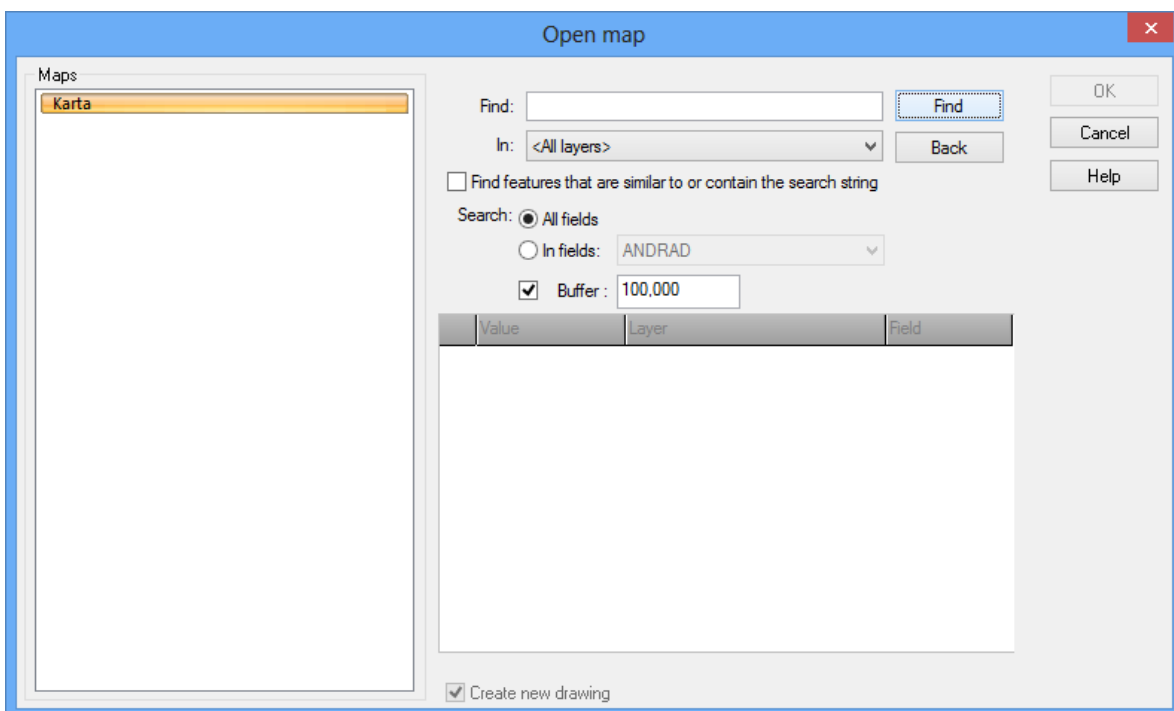 Open map
Maps
Karta
Find:
Find
In: <All layers>
Back
Find features that are similar to or contain the search string
Search: All fields
In fields: ANDRAD
Buffer : 100,000
Value Layer Field
Create new drawing
OK
Cancel
Help